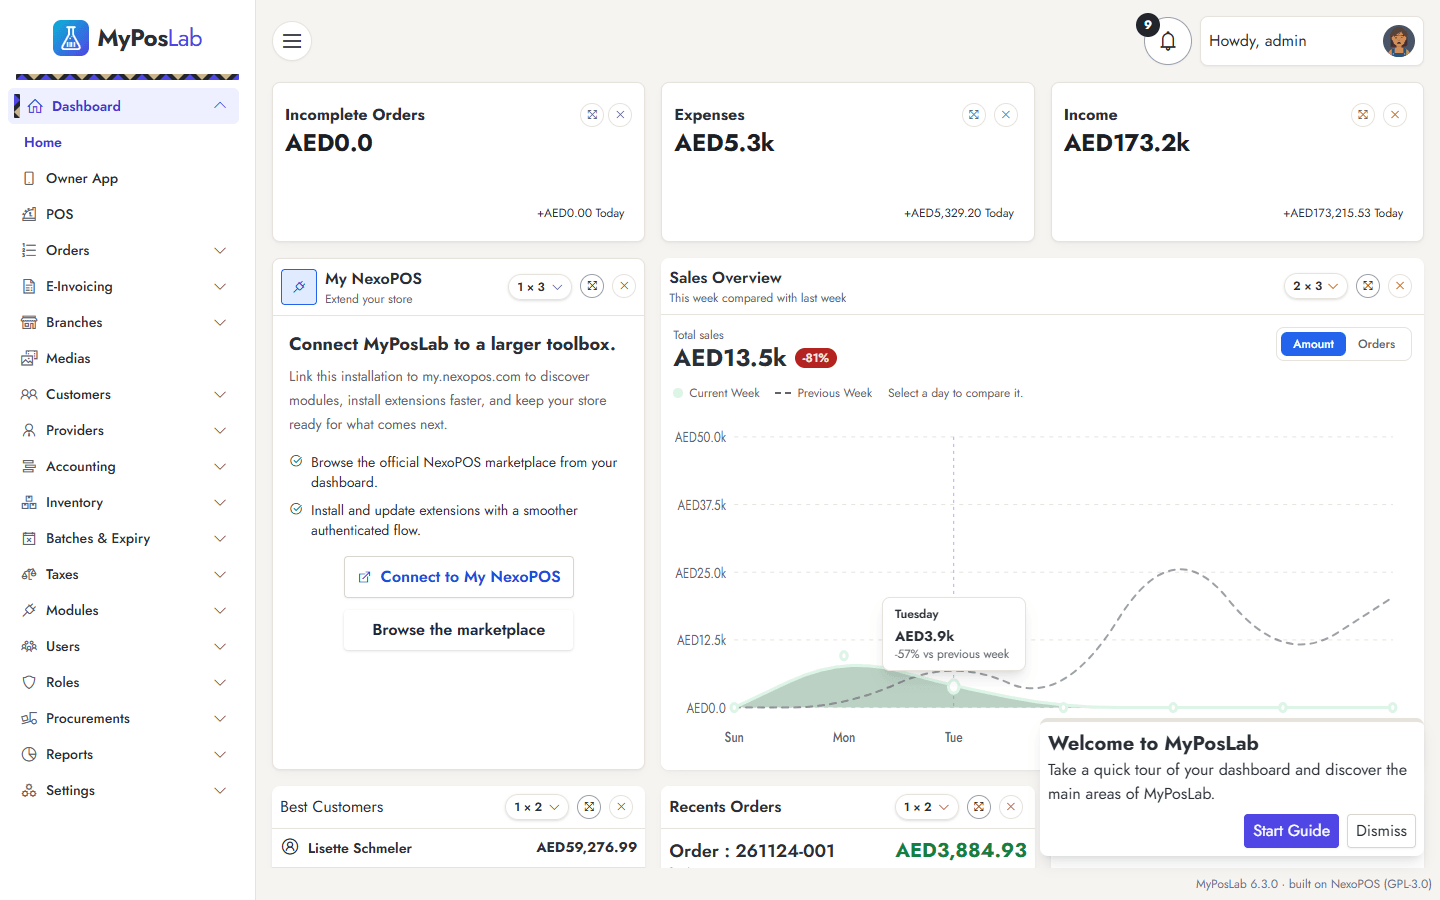 MyPosLab
Dashboard
Home
Owner App
POS
Orders
E-Invoicing
Branches
Medias
Customers
Providers
Accounting
Inventory
Batches & Expiry
Taxes
Modules
Users
Roles
Procurements
Reports
Settings
9
Howdy, admin
Incomplete Orders
AED0.0
+AED0.00 Today
Expenses
AED5.3k
+AED5,329.20 Today
Income
AED173.2k
+AED173,215.53 Today
My NexoPOS
Extend your store
1 × 3
Connect MyPosLab to a larger toolbox.
Link this installation to my.nexopos.com to discover
modules, install extensions faster, and keep your store
ready for what comes next.
Browse the official NexoPOS marketplace from your
dashboard.
Install and update extensions with a smoother
authenticated flow.
Connect to My NexoPOS
Browse the marketplace
Sales Overview
This week compared with last week
2 × 3
Total sales
AED13.5k -81%
Amount Orders
Current Week Previous Week Select a day to compare it.
AED50.0k
AED37.5k
AED25.0k
AED12.5k
AED0.0
Tuesday
AED3.9k
-57% vs previous week
Sun Mon Tue
Best Customers
1 × 2
Lisette Schmeler AED59,276.99
Recents Orders
1 × 2
Order : 261124-001 AED3,884.93
Welcome to MyPosLab
Take a quick tour of your dashboard and discover the
main areas of MyPosLab.
Start Guide Dismiss
MyPosLab 6.3.0 · built on NexoPOS (GPL-3.0)